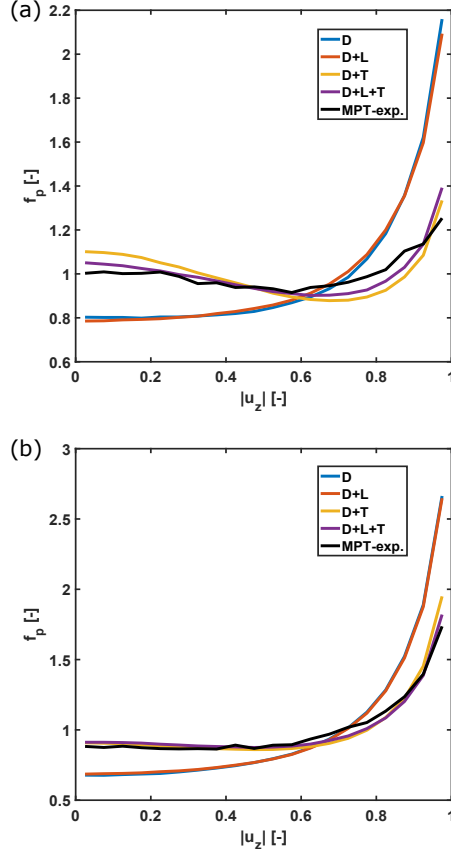 (a)
2.2
2
1.8
1.6
1.4
1.2
1
0.8
0.6
f_p [-]
D
D+L
D+T
D+L+T
MPT-exp.
0 0.2 0.4 0.6 0.8 1
|u_z| [-]
(b)
3
2.5
2
1.5
1
0.5
f_p [-]
D
D+L
D+T
D+L+T
MPT-exp.
0 0.2 0.4 0.6 0.8 1
|u_z| [-]